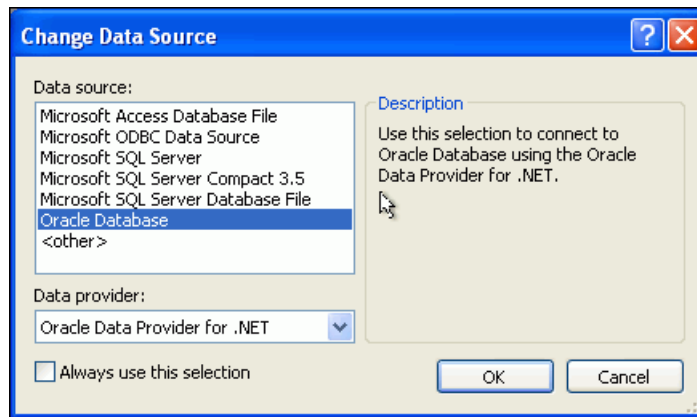 Change Data Source
Data source:
Microsoft Access Database File
Microsoft ODBC Data Source
Microsoft SQL Server
Microsoft SQL Server Compact 3.5
Microsoft SQL Server Database File
Oracle Database
<other>
Data provider:
Oracle Data Provider for .NET
Always use this selection
Description
Use this selection to connect to
Oracle Database using the Oracle
Data Provider for .NET.
OK
Cancel